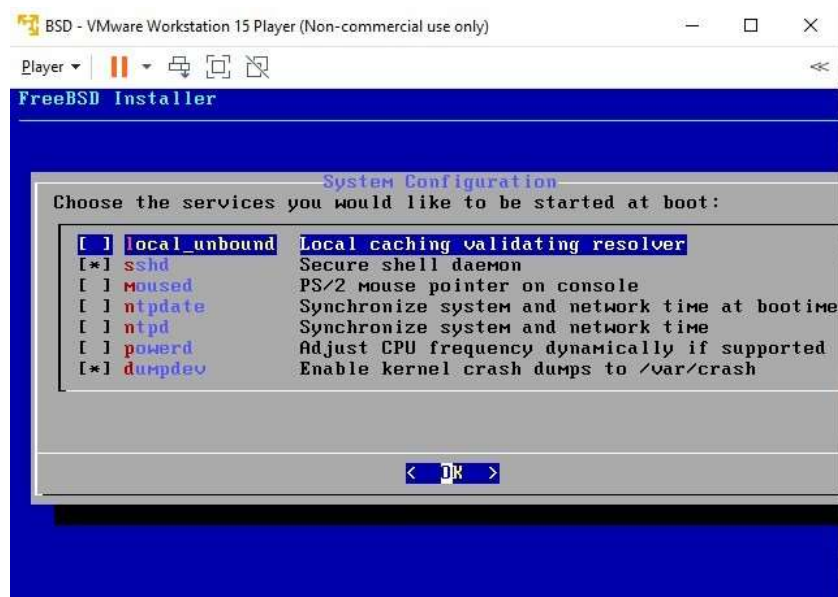 BSD - VMware Workstation 15 Player (Non-commercial use only)
Player
FreeBSD Installer
System Configuration
Choose the services you would like to be started at boot:
[ ] local_unbound Local caching validating resolver
[*] sshd Secure shell daemon
[ ] moused PS/2 mouse pointer on console
[ ] ntpdate Synchronize system and network time at bootime
[ ] ntpd Synchronize system and network time
[ ] powerd Adjust CPU frequency dynamically if supported
[*] dumpdev Enable kernel crash dumps to /var/crash
< OK >